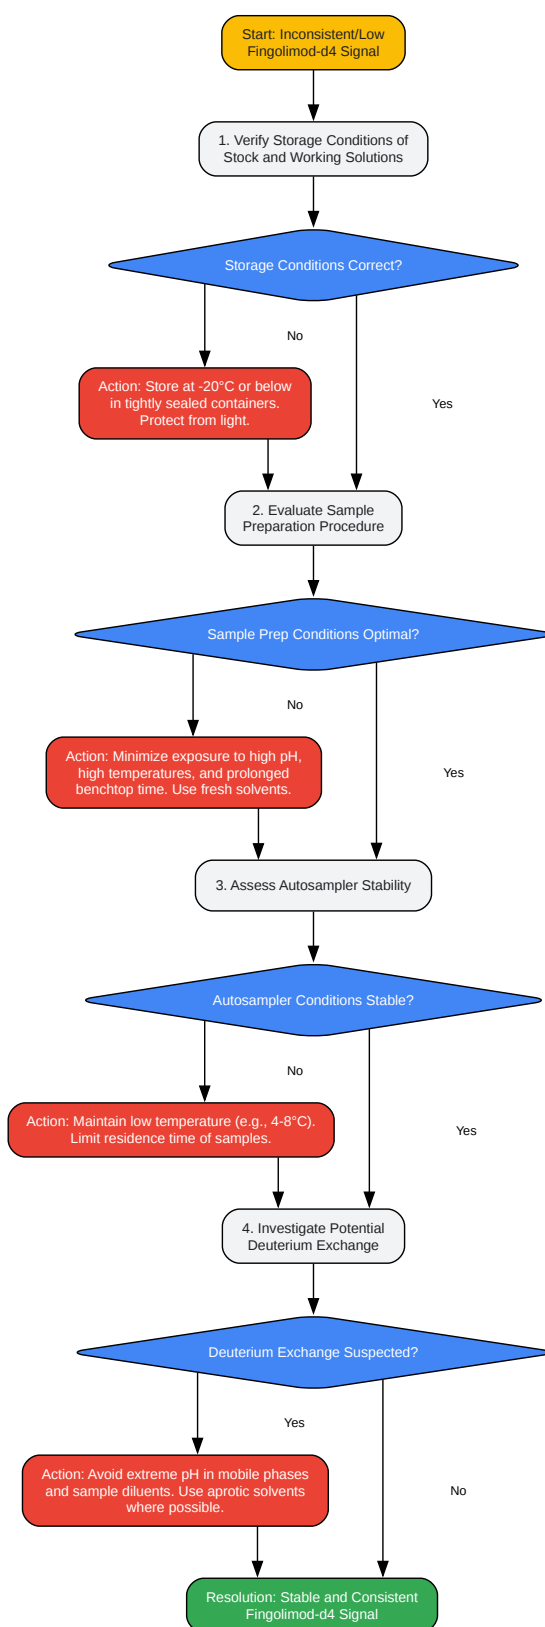 Start: Inconsistent/Low
Fingolimod-d4 Signal
1. Verify Storage Conditions of
Stock and Working Solutions
Storage Conditions Correct?
No
Action: Store at -20°C or below
in tightly sealed containers.
Protect from light.
Yes
2. Evaluate Sample
Preparation Procedure
Sample Prep Conditions Optimal?
No
Action: Minimize exposure to high pH,
high temperatures, and prolonged
benchtop time. Use fresh solvents.
Yes
3. Assess Autosampler Stability
Autosampler Conditions Stable?
No
Action: Maintain low temperature (e.g., 4-8°C).
Limit residence time of samples.
Yes
4. Investigate Potential
Deuterium Exchange
Deuterium Exchange Suspected?
Yes
Action: Avoid extreme pH in mobile phases
and sample diluents. Use aprotic solvents
where possible.
No
Resolution: Stable and Consistent
Fingolimod-d4 Signal